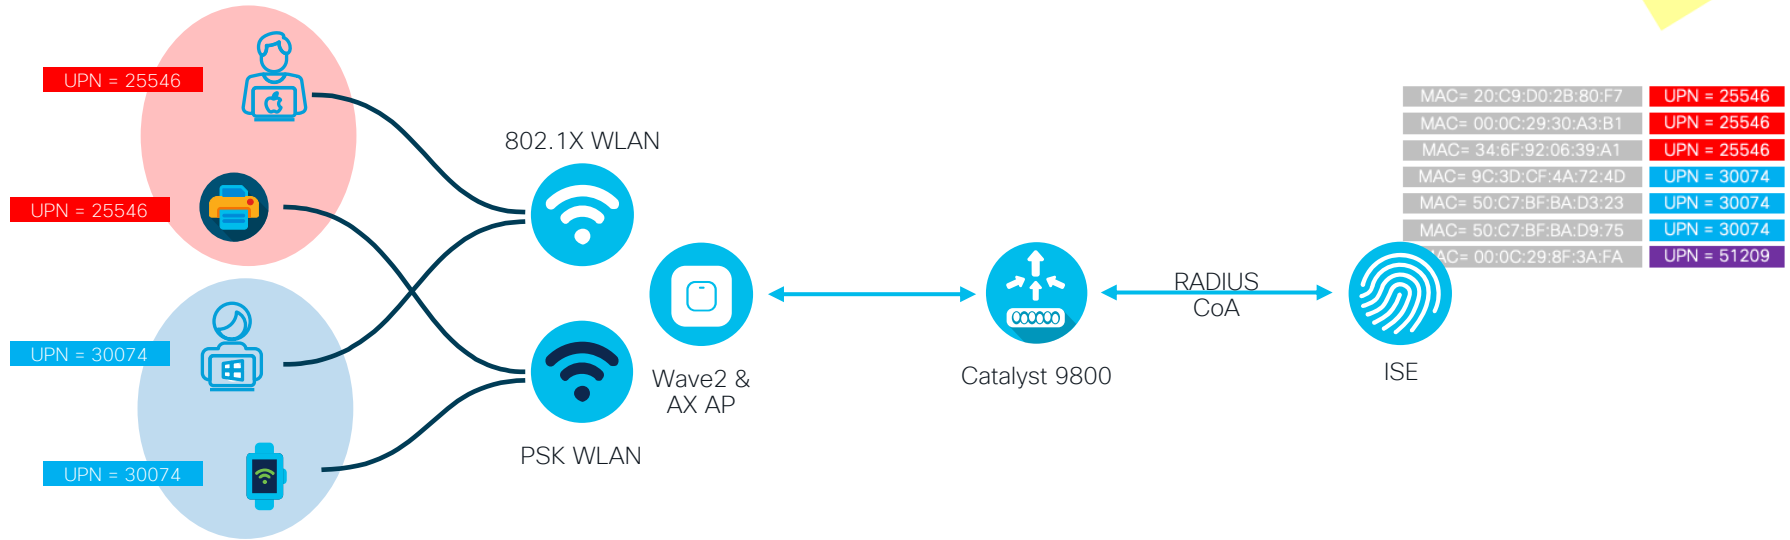 UPN = 25546
UPN = 25546
UPN = 30074
UPN = 30074
802.1X WLAN
PSK WLAN
Wave2 &
AX AP
Catalyst 9800
RADIUS
CoA
ISE
MAC= 20:C9:D0:2B:80:F7 UPN = 25546
MAC= 00:0C:29:30:A3:B1 UPN = 25546
MAC= 34:6F:92:06:39:A1 UPN = 25546
MAC= 9C:3D:CF:4A:72:4D UPN = 30074
MAC= 50:C7:BF:BA:D3:23 UPN = 30074
MAC= 50:C7:BF:BA:D9:75 UPN = 30074
AC= 00:0C:29:8F:3A:FA UPN = 51209